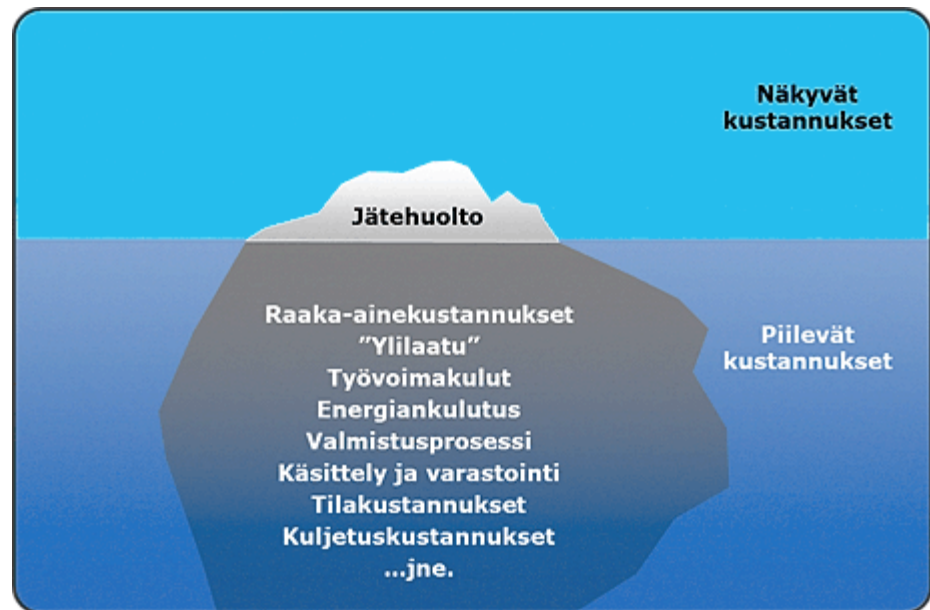 Näkyvät
kustannukset
Jätehuolto
Raaka-ainekustannukset
”Ylilaatu”
Työvoimakulut
Energiankulutus
Valmistusprosessi
Käsittely ja varastointi
Tilakustannukset
Kuljetuskustannukset
...jne.
Piilevät
kustannukset